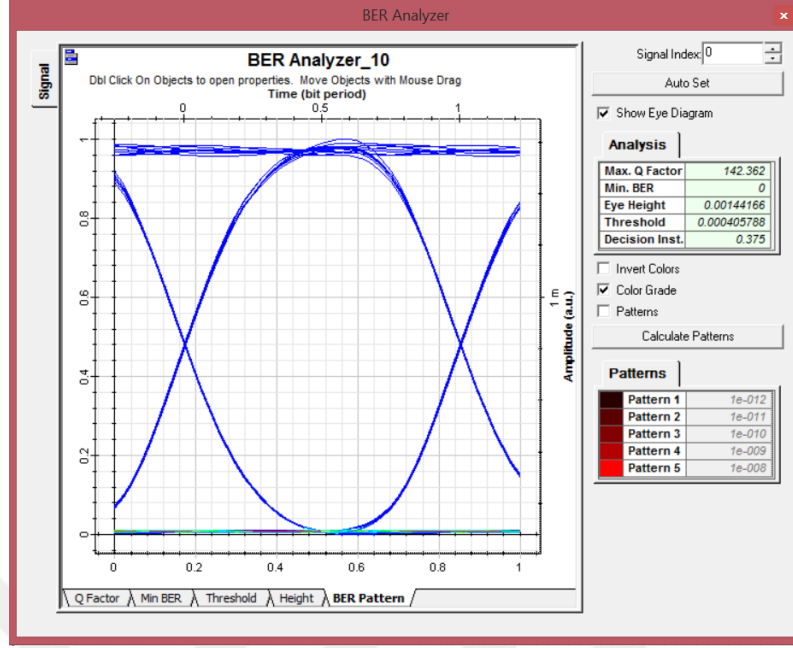 BER Analyzer
x
Signal
BER Analyzer_10
Dbl Click On Objects to open properties. Move Objects with Mouse Drag
Time (bit period)
0 0.5 1
1
0.8
0.6
0.4
0.2
0
0 0.2 0.4 0.6 0.8 1
1 m
Amplitude (a.u.)
Q Factor Min BER Threshold Height BER Pattern
Signal Index: 0
Auto Set
Show Eye Diagram
Analysis
Max. Q Factor 142.362
Min. BER 0
Eye Height 0.00144166
Threshold 0.000405788
Decision Inst. 0.375
Invert Colors
Color Grade
Patterns
Calculate Patterns
Patterns
Pattern 1 1e-012
Pattern 2 1e-011
Pattern 3 1e-010
Pattern 4 1e-009
Pattern 5 1e-008